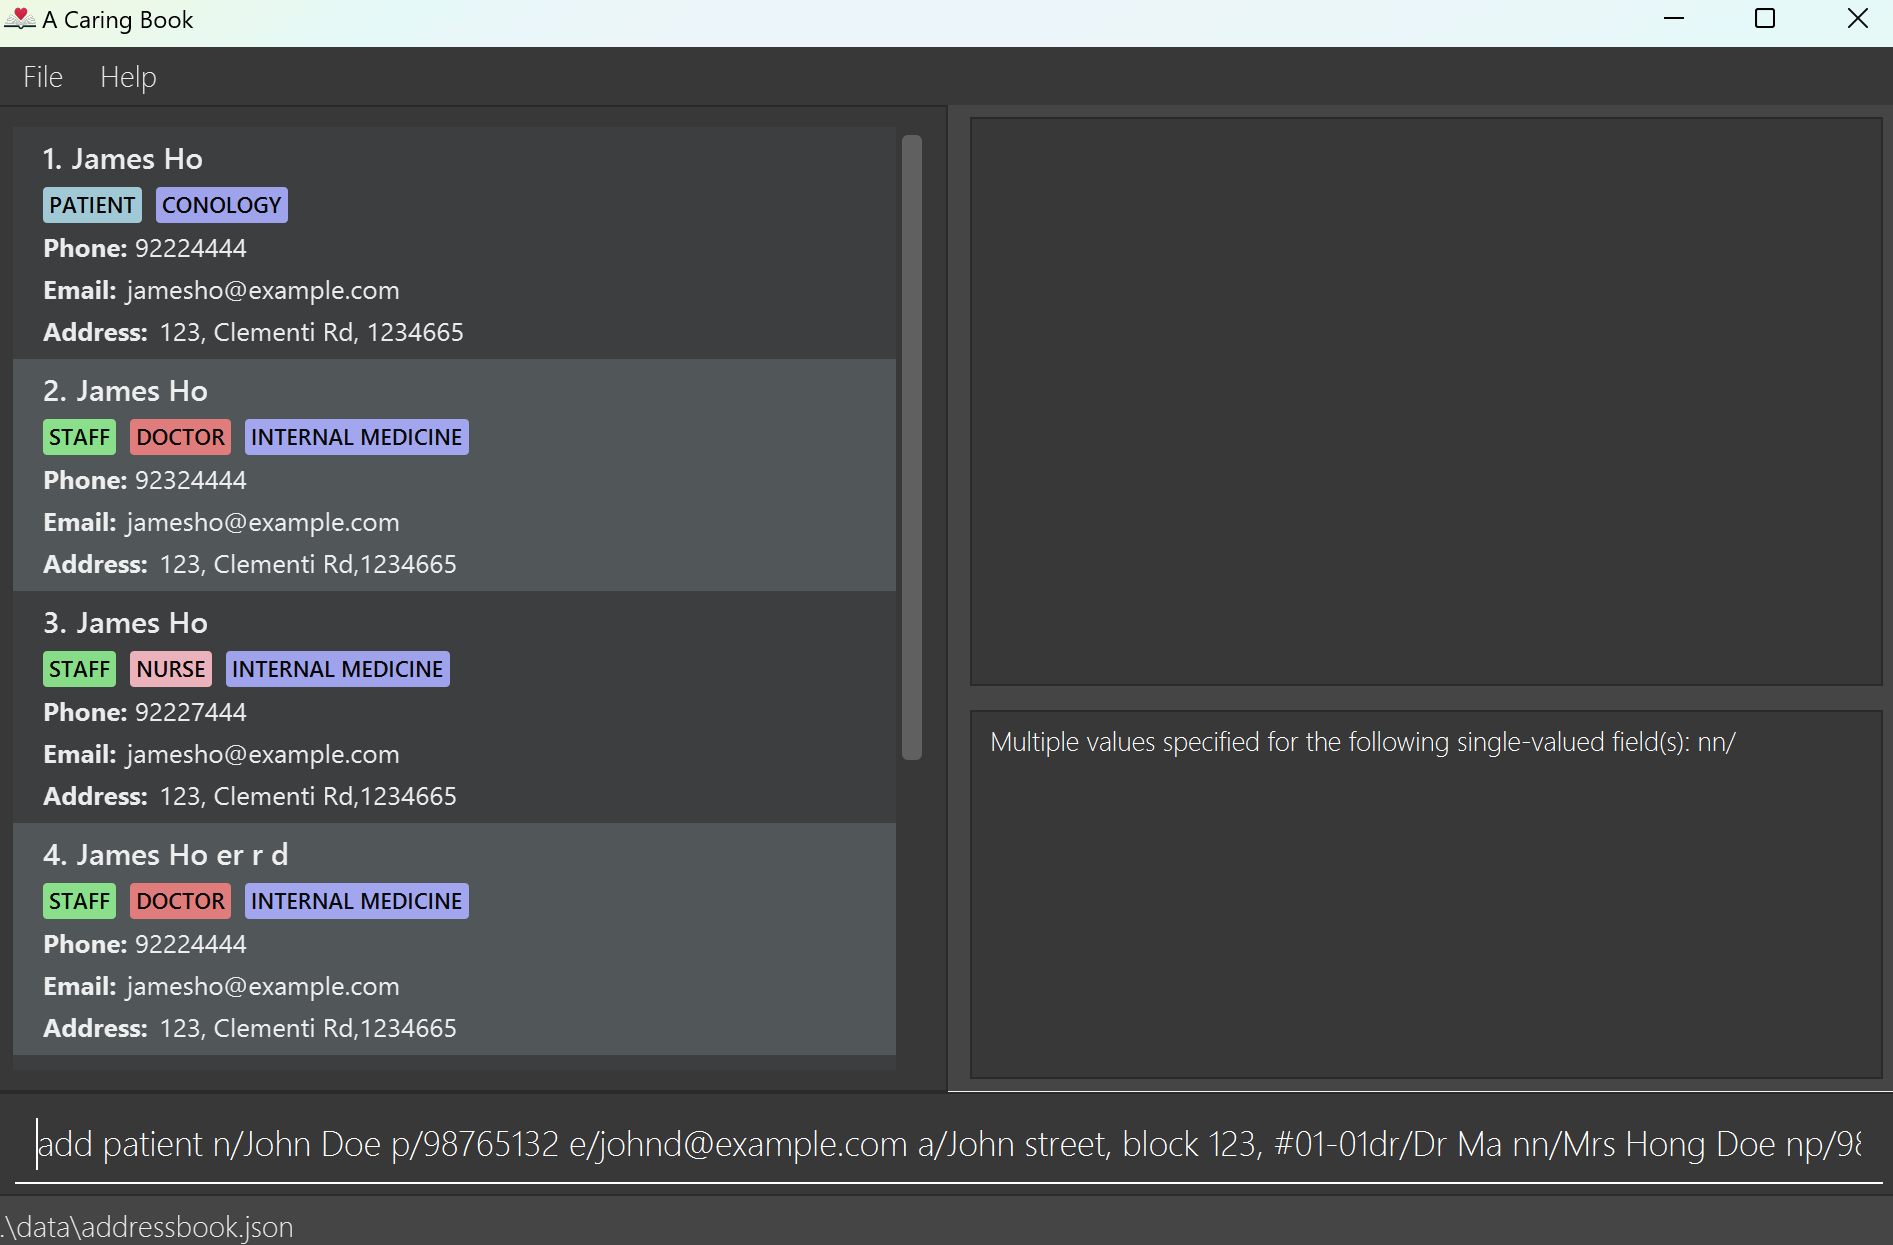 A Caring Book
File Help
1. James Ho
PATIENT CONOLOGY
Phone: 92224444
Email: jamesho@example.com
Address: 123, Clementi Rd, 1234665
2. James Ho
STAFF DOCTOR INTERNAL MEDICINE
Phone: 92324444
Email: jamesho@example.com
Address: 123, Clementi Rd,1234665
3. James Ho
STAFF NURSE INTERNAL MEDICINE
Phone: 92227444
Email: jamesho@example.com
Address: 123, Clementi Rd,1234665
4. James Ho er r d
STAFF DOCTOR INTERNAL MEDICINE
Phone: 92224444
Email: jamesho@example.com
Address: 123, Clementi Rd,1234665
Multiple values specified for the following single-valued field(s): nn/
add patient n/John Doe p/98765132 e/johnd@example.com a/John street, block 123, #01-01dr/Dr Ma nn/Mrs Hong Doe np/98
.\data\addressbook.json